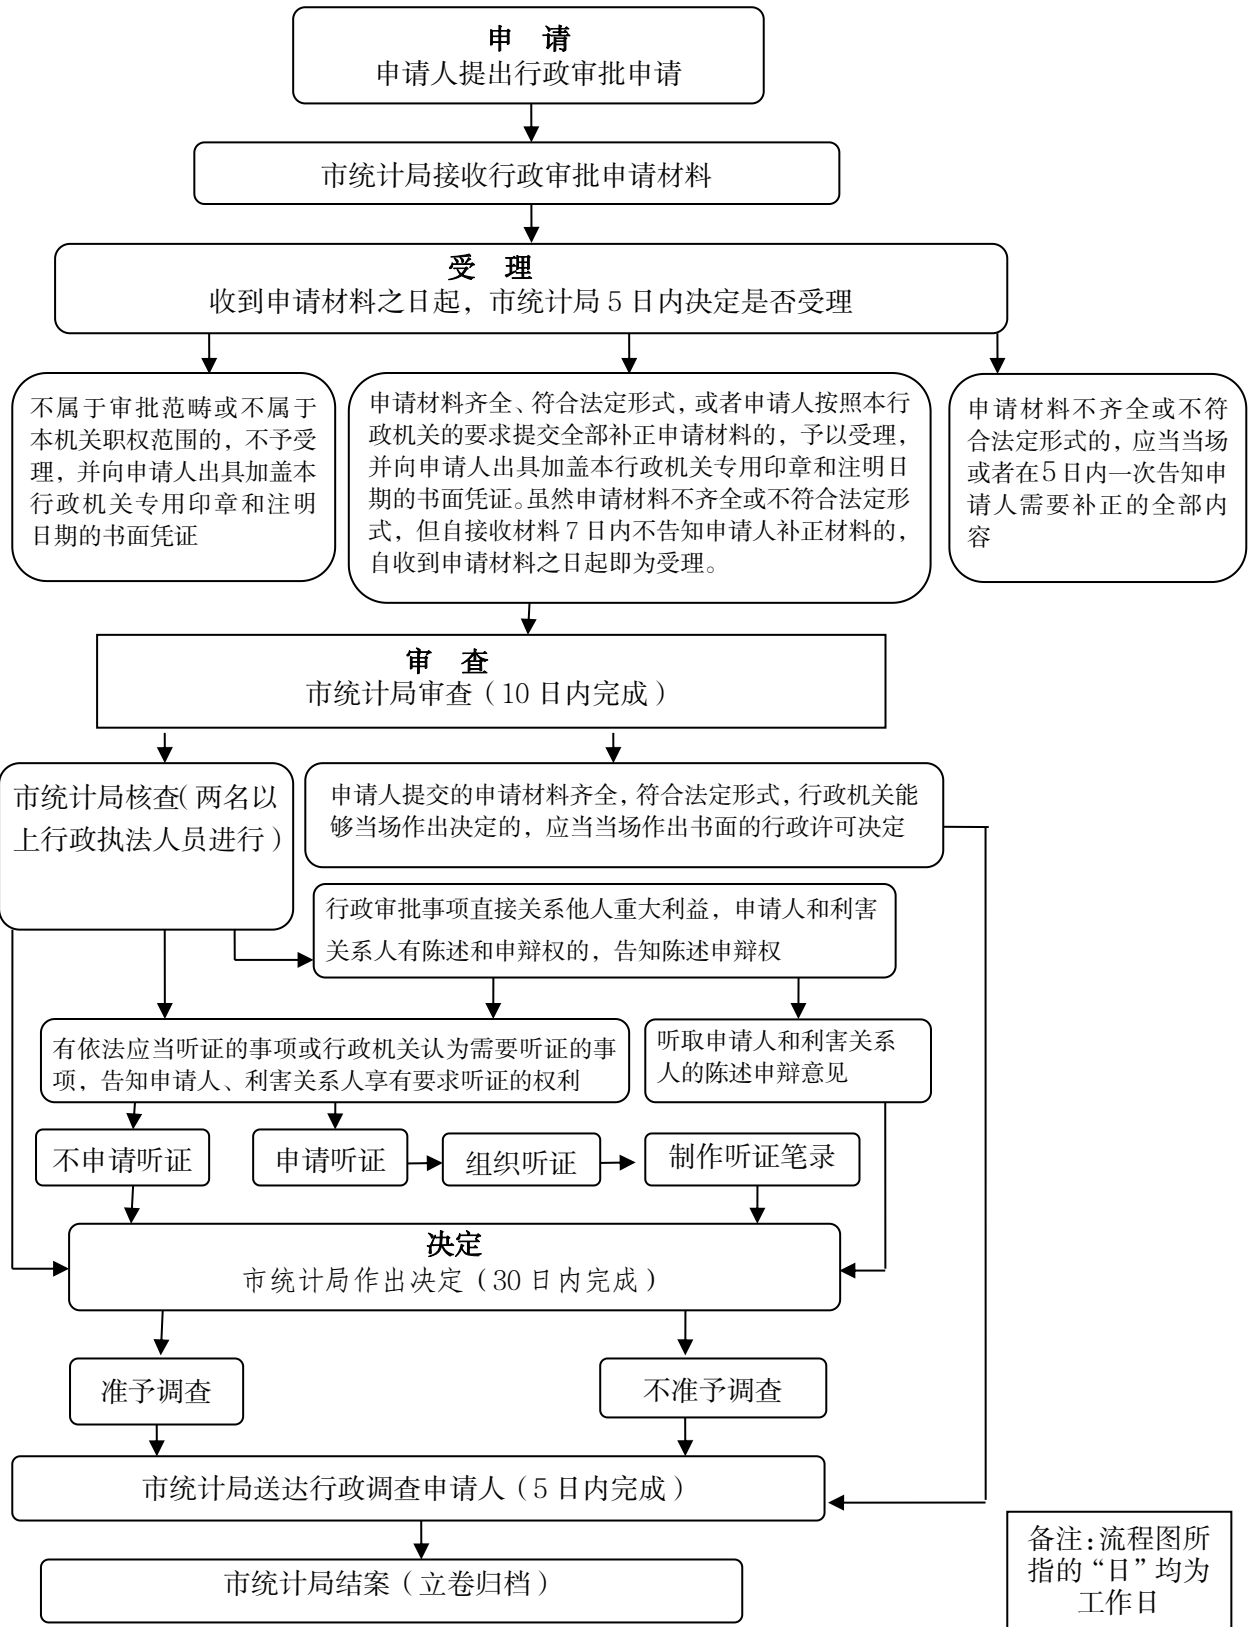 申 请
申请人提出行政审批申请
市统计局接收行政审批申请材料
受 理
收到申请材料之日起，市统计局 5 日内决定是否受理
不属于审批范畴或不属于
本机关职权范围的，不予受
理，并向申请人出具加盖本
行政机关专用印章和注明
日期的书面凭证
申请材料齐全、符合法定形式，或者申请人按照本行
政机关的要求提交全部补正申请材料的，予以受理，
并向申请人出具加盖本行政机关专用印章和注明日
期的书面凭证。虽然申请材料不齐全或不符合法定形
式，但自接收材料 7 日内不告知申请人补正材料的，
自收到申请材料之日起即为受理。
申请材料不齐全或不符
合法定形式的，应当当场
或者在5日内一次告知申
请人需要补正的全部内
容
审 查
市统计局审查（10 日内完成）
市统计局核查（两名以
上行政执法人员进行）
申请人提交的申请材料齐全，符合法定形式，行政机关能
够当场作出决定的，应当当场作出书面的行政许可决定
行政审批事项直接关系他人重大利益，申请人和利害
关系人有陈述和申辩权的，告知陈述申辩权
有依法应当听证的事项或行政机关认为需要听证的事
项，告知申请人、利害关系人享有要求听证的权利
听取申请人和利害关系
人的陈述申辩意见
不申请听证
申请听证
组织听证
制作听证笔录
决定
市统计局作出决定（30 日内完成）
准予调查
不准予调查
市统计局送达行政调查申请人（5 日内完成）
市统计局结案（立卷归档）
备注：流程图所
指的“日”均为
工作日